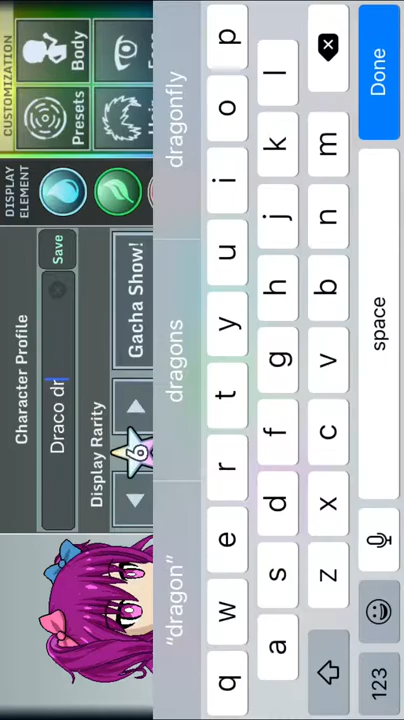 CUSTOMIZATION
Body
Presets
DISPLAY
ELEMENT
Character Profile
Draco dr
Save
Display Rarity
6
Gacha Show!
"dragon" dragons dragonfly
q w e r t y u i o p
a s d f g h j k l
z x c v b n m
123 space Done